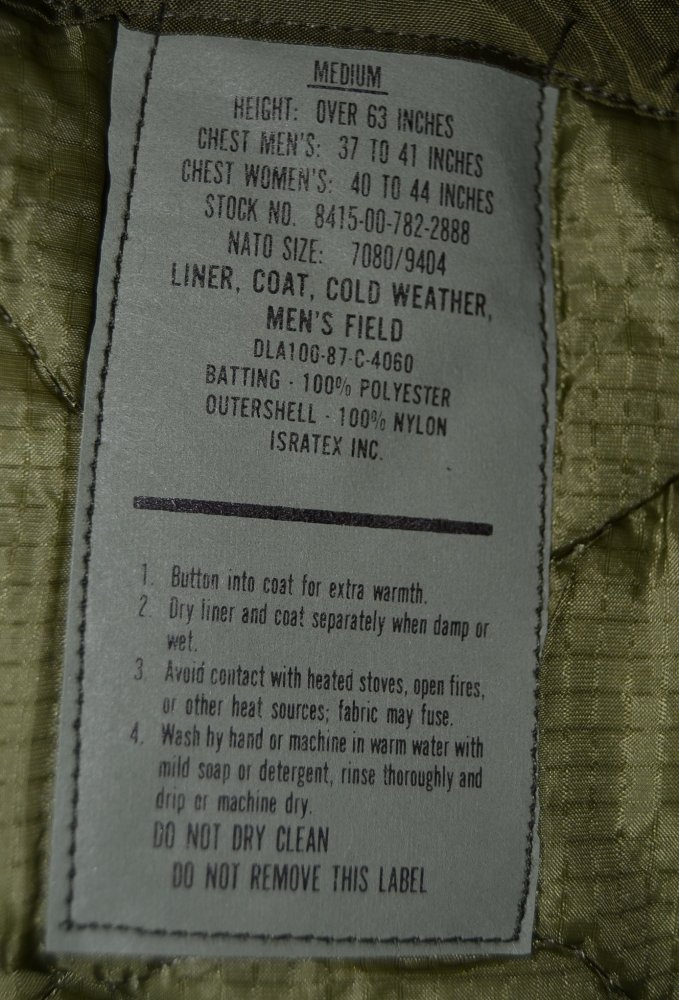 MEDIUM
HEIGHT: OVER 63 INCHES
CHEST MEN'S: 37 TO 41 INCHES
CHEST WOMEN'S: 40 TO 44 INCHES
STOCK NO. 8415-00-782-2888
NATO SIZE: 7080/9404
LINER, COAT, COLD WEATHER,
MEN'S FIELD
DLA100-87-C-4060
BATTING - 100% POLYESTER
OUTERSHELL - 100% NYLON
ISRATEX INC.
1. Button into coat for extra warmth.
2. Dry liner and coat separately when damp or
wet.
3. Avoid contact with heated stoves, open fires,
or other heat sources; fabric may fuse.
4. Wash by hand or machine in warm water with
mild soap or detergent, rinse thoroughly and
drip or machine dry.
DO NOT DRY CLEAN
DO NOT REMOVE THIS LABEL